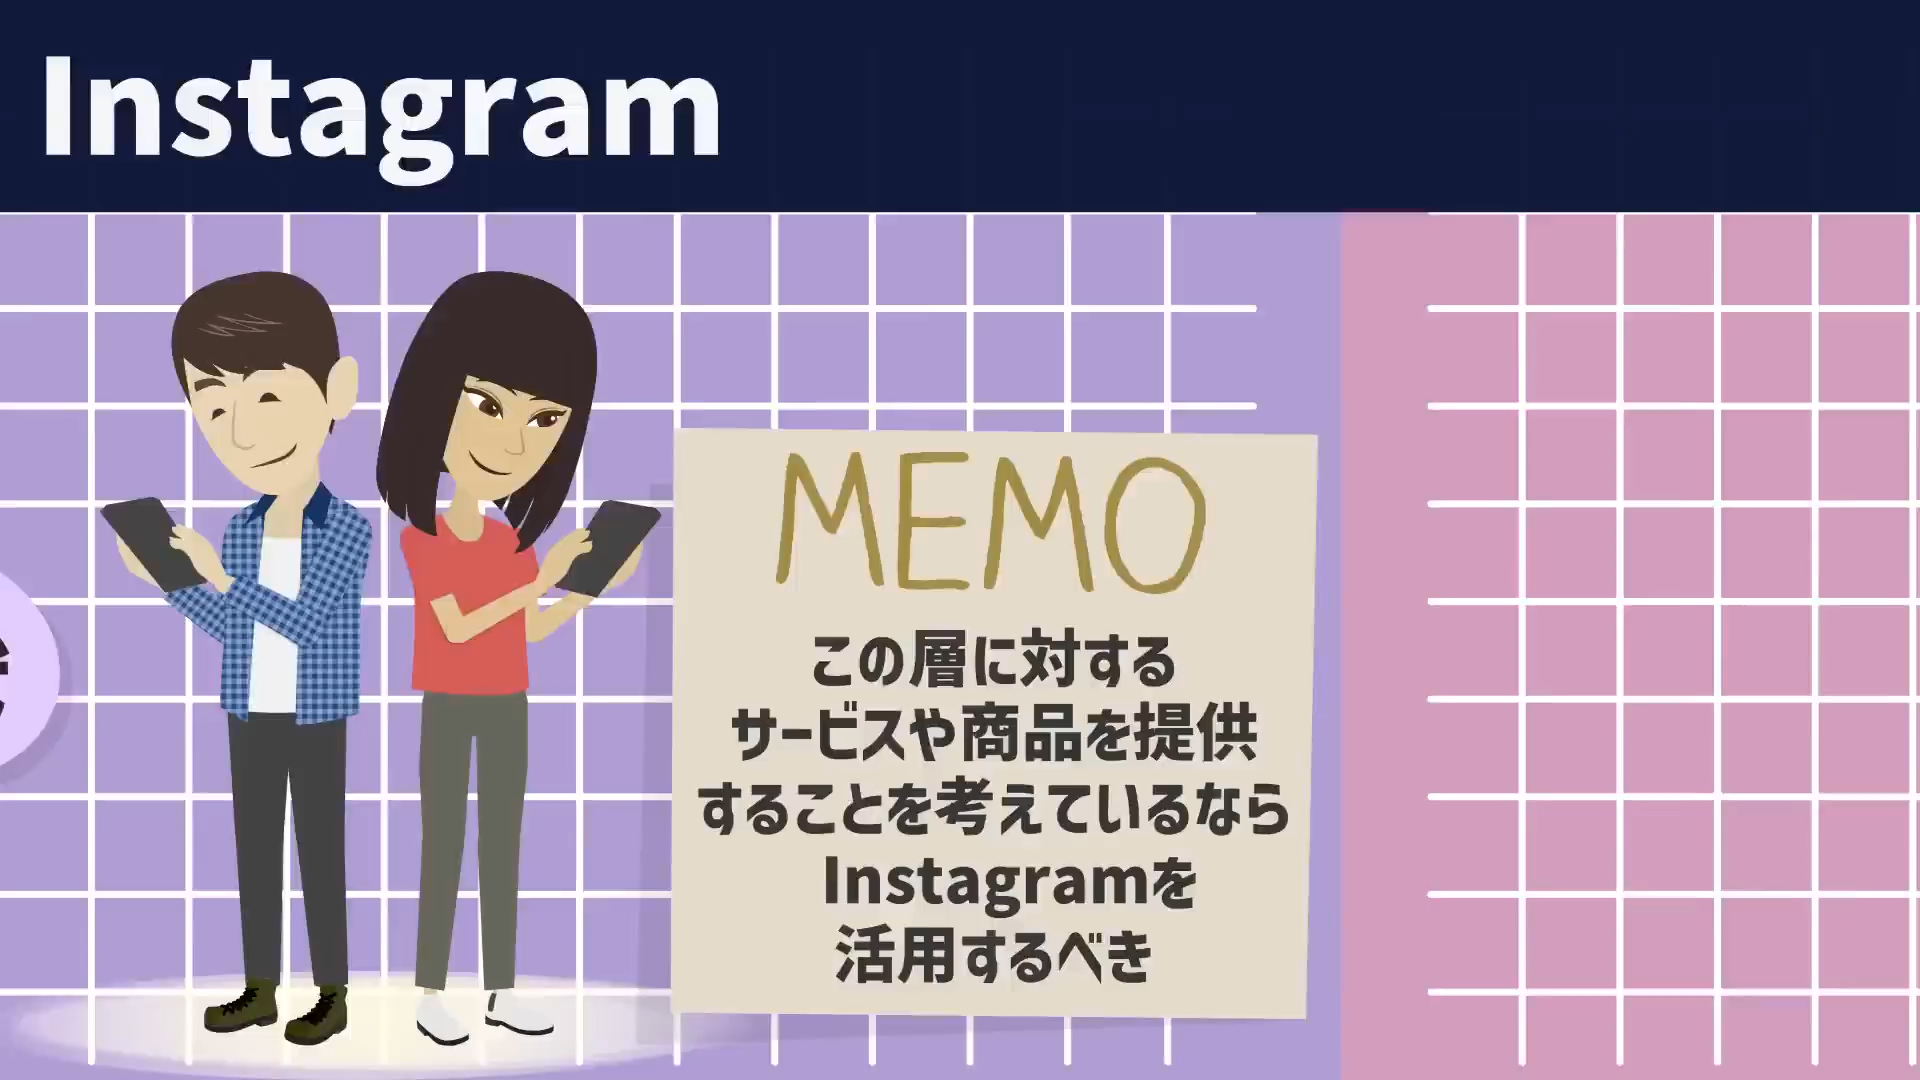 Instagram
MEMO
この層に対する
サービスや商品を提供
することを考えているなら
Instagramを
活用するべき